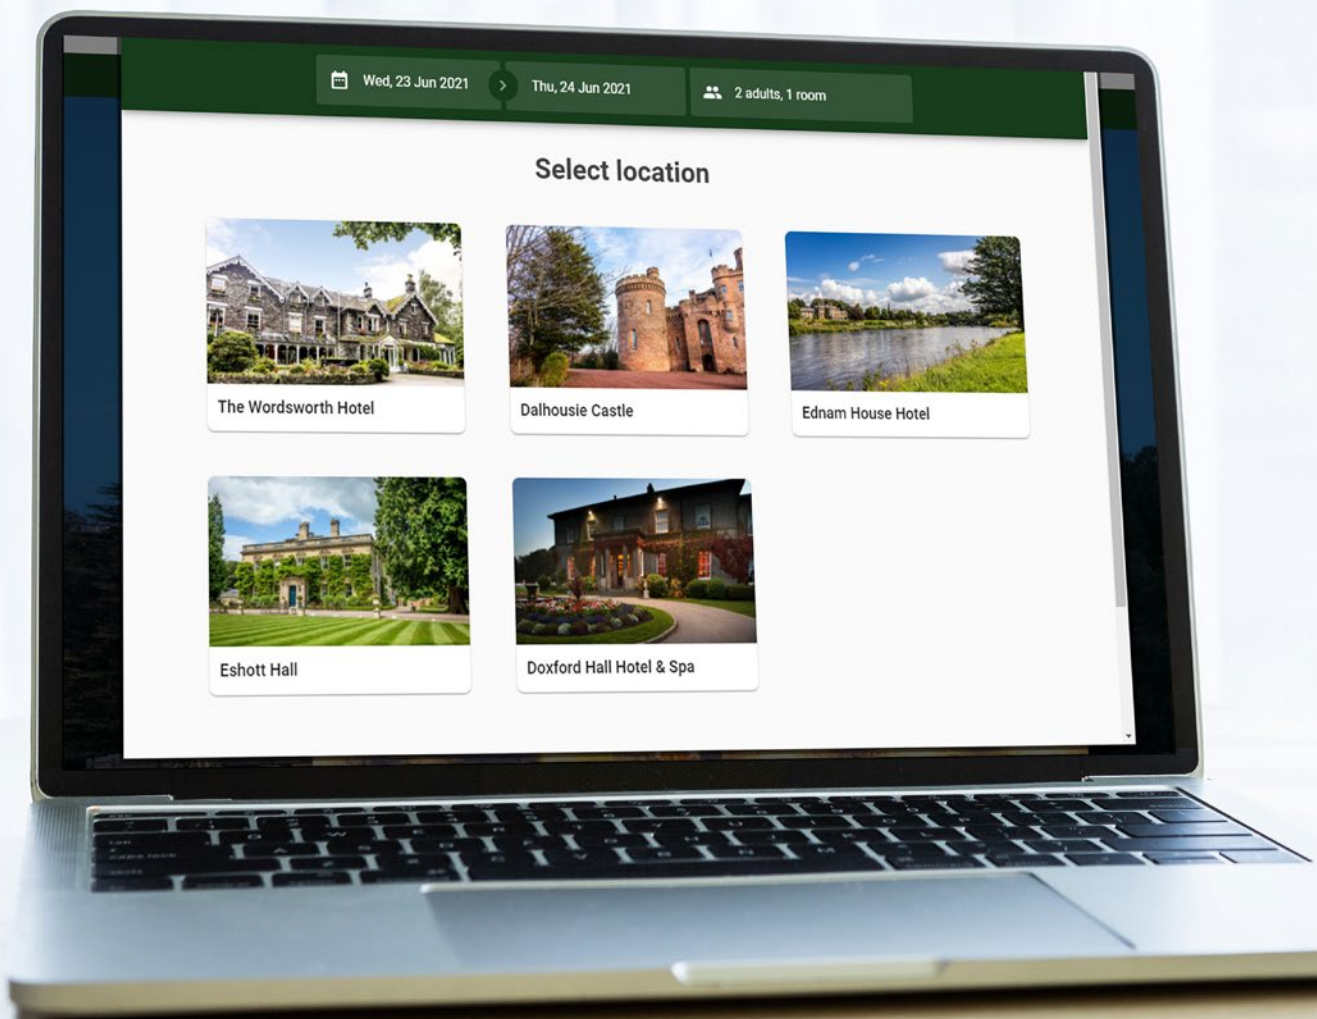 Wed, 23 Jun 2021
Thu, 24 Jun 2021
2 adults, 1 room
Select location
The Wordsworth Hotel
Dalhousie Castle
Ednam House Hotel
Eshott Hall
Doxford Hall Hotel & Spa